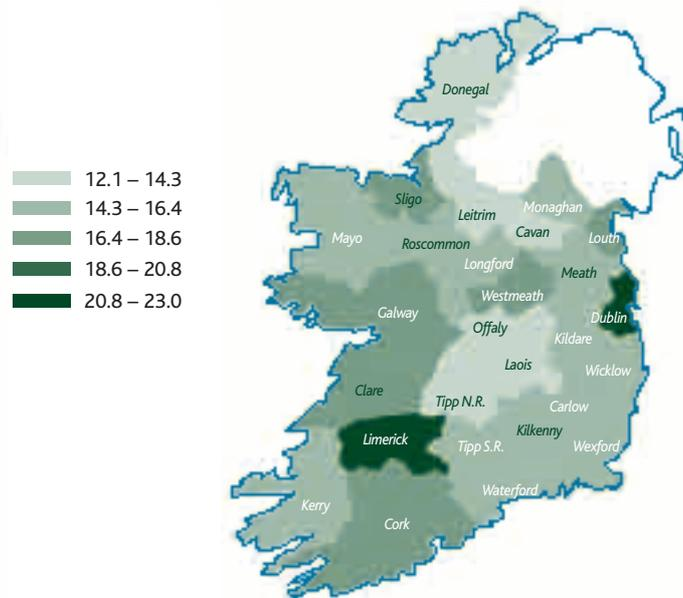 12.1 – 14.3
14.3 – 16.4
16.4 – 18.6
18.6 – 20.8
20.8 – 23.0
Donegal
Sligo
Leitrim
Monaghan
Cavan
Mayo
Roscommon
Louth
Longford
Meath
Westmeath
Galway
Dublin
Offaly
Kildare
Laois
Wicklow
Clare
Tipp N.R.
Carlow
Limerick
Kilkenny
Tipp S.R.
Wexford
Waterford
Kerry
Cork